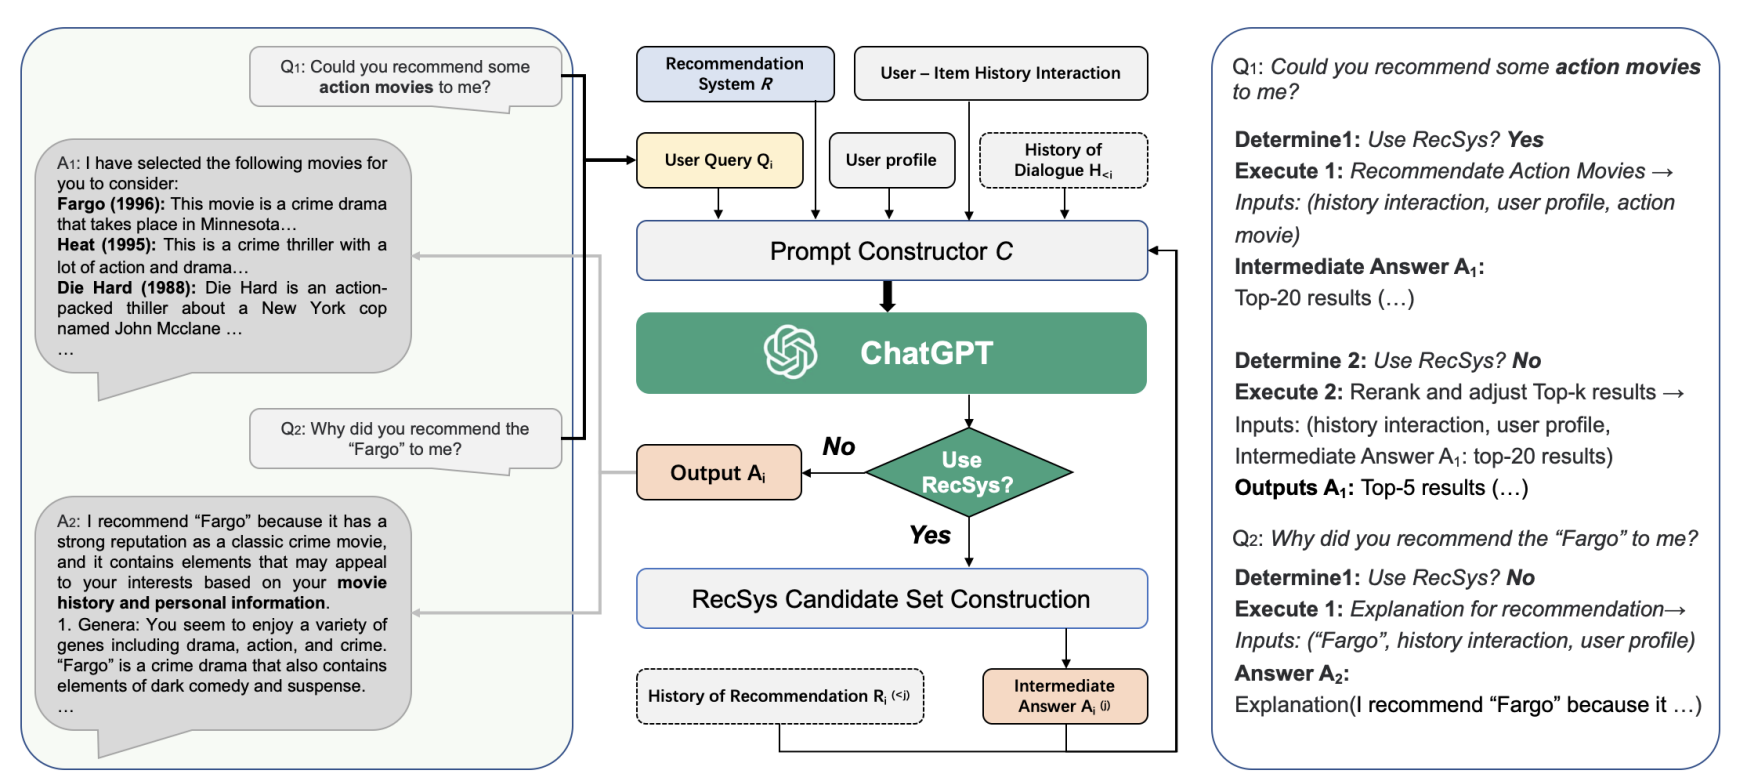 Q1: Could you recommend some
action movies to me?
A1: I have selected the following movies for
you to consider:
Fargo (1996): This movie is a crime drama
that takes place in Minnesota…
Heat (1995): This is a crime thriller with a
lot of action and drama…
Die Hard (1988): Die Hard is an action-
packed thiller about a New York cop
named John Mcclane …
…
Q2: Why did you recommend the
“Fargo” to me?
A2: I recommend “Fargo” because it has a
strong reputation as a classic crime movie,
and it contains elements that may appeal
to your interests based on your movie
history and personal information.
1. Genera: You seem to enjoy a variety of
genes including drama, action, and crime.
“Fargo” is a crime drama that also contains
elements of dark comedy and suspense.
…
Recommendation
System R
User – Item History Interaction
User Query Qi
User profile
History of
Dialogue H<i
Prompt Constructor C
ChatGPT
Use
RecSys?
No
Output Ai
Yes
RecSys Candidate Set Construction
History of Recommendation Ri (<j)
Intermediate
Answer Ai (j)
Q1: Could you recommend some action movies
to me?
Determine1: Use RecSys? Yes
Execute 1: Recommendate Action Movies →
Inputs: (history interaction, user profile, action
movie)
Intermediate Answer A1:
Top-20 results (…)
Determine 2: Use RecSys? No
Execute 2: Rerank and adjust Top-k results →
Inputs: (history interaction, user profile,
Intermediate Answer A1: top-20 results)
Outputs A1: Top-5 results (…)
Q2: Why did you recommend the “Fargo” to me?
Determine1: Use RecSys? No
Execute 1: Explanation for recommendation→
Inputs: (“Fargo”, history interaction, user profile)
Answer A2:
Explanation(I recommend “Fargo” because it …)